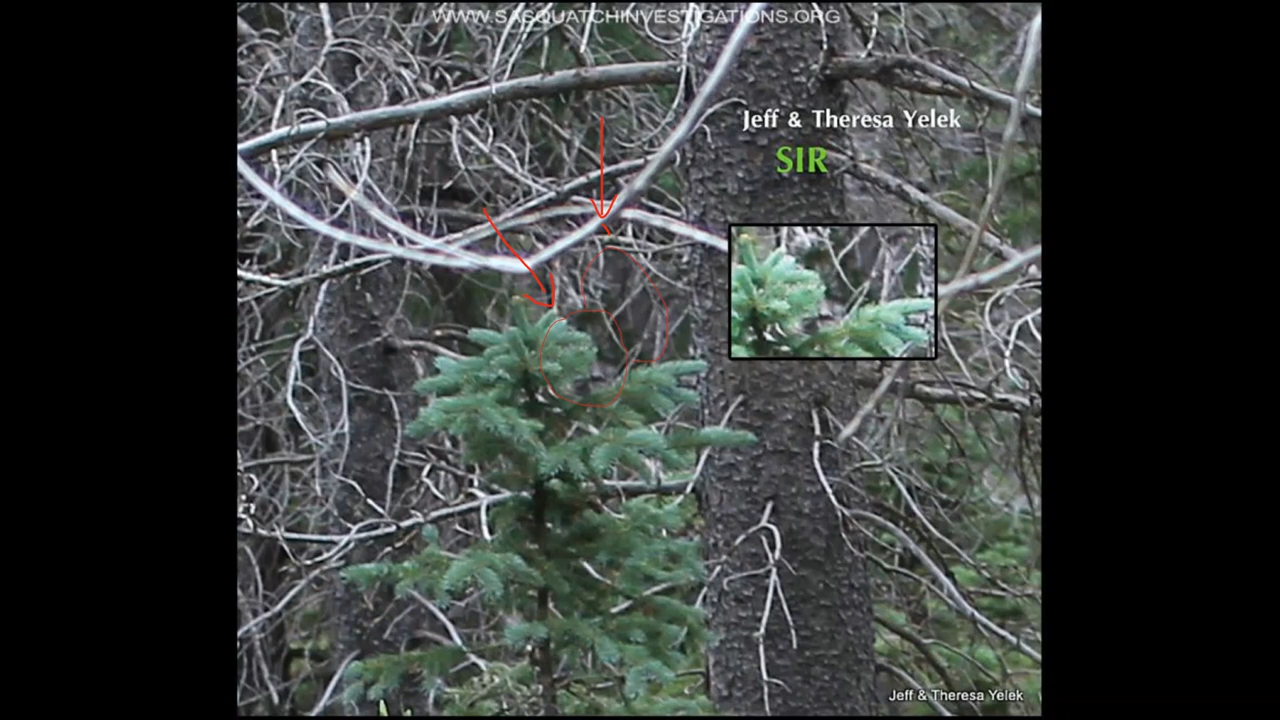 WWW.SASQUATCHINVESTIGATIONS.ORG
Jeff & Theresa Yelek
SIR
Jeff & Theresa Yelek